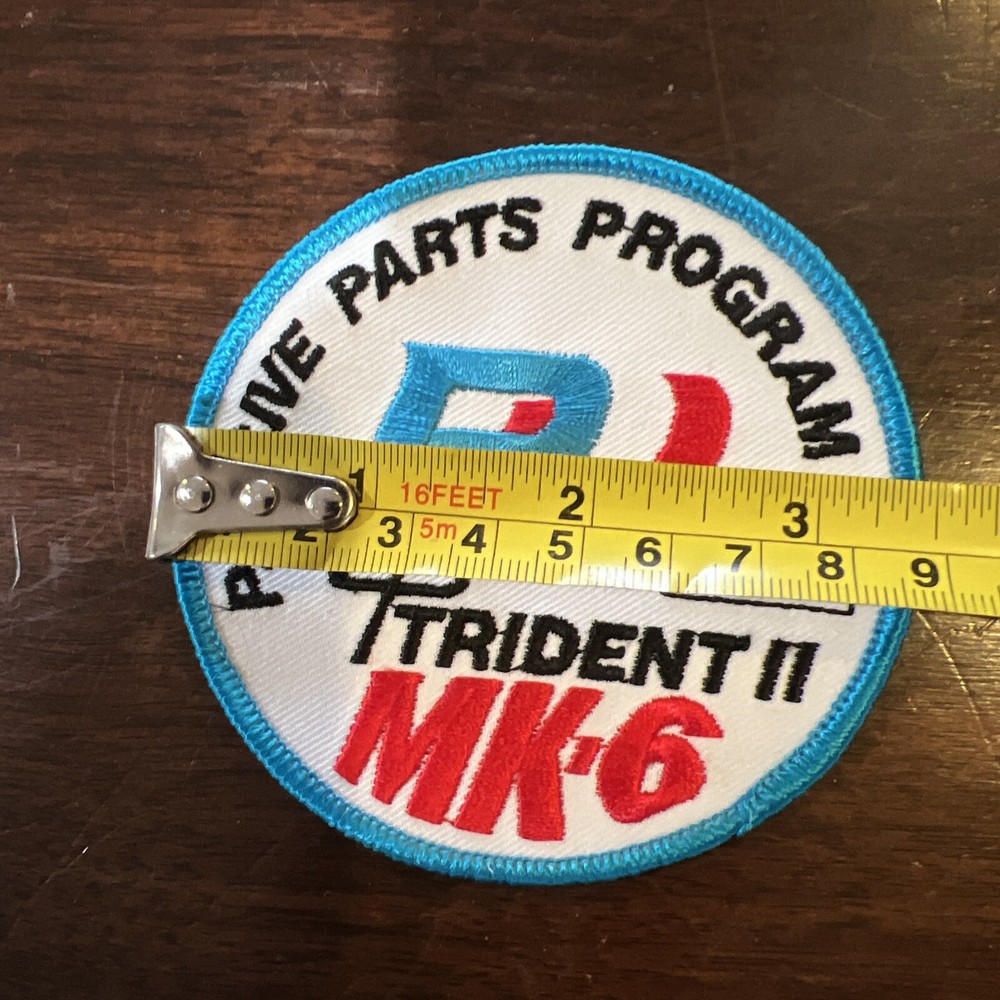 PARTS PROGRAM
1 16FEET 2 3
2 3 5m 4 5 6 7 8 9
TRIDENT II
MK-6